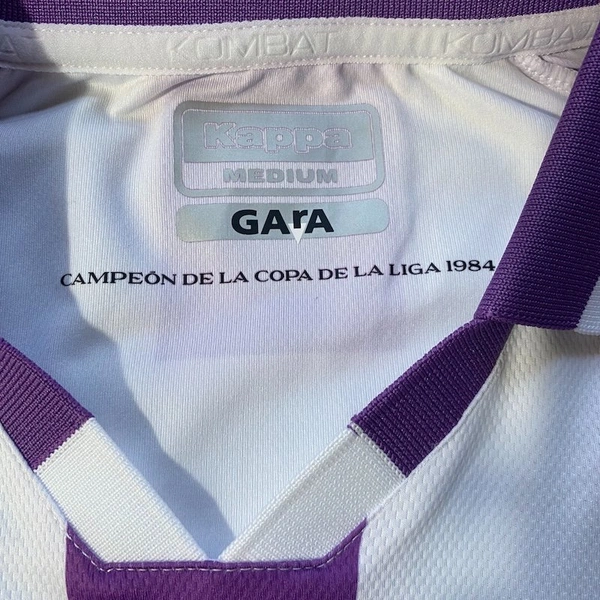 KOMBAT KOMBAT
Kappa
MEDIUM
GArA
CAMPEÓN DE LA COPA DE LA LIGA 1984